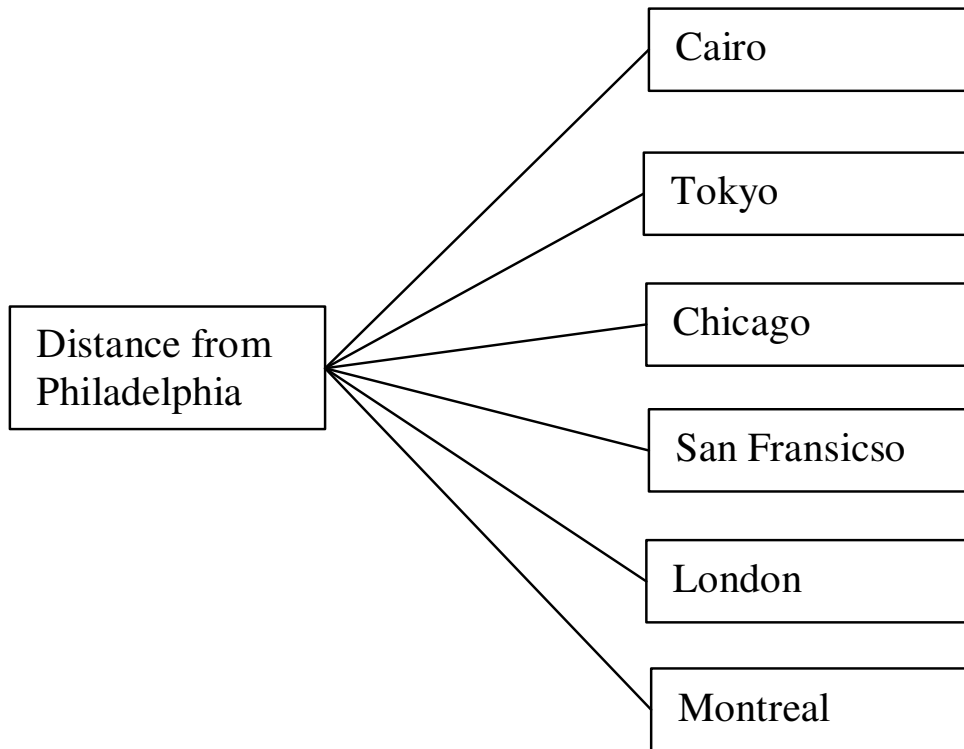 Cairo
Tokyo
Chicago
Distance from
Philadelphia
San Fransicso
London
Montreal